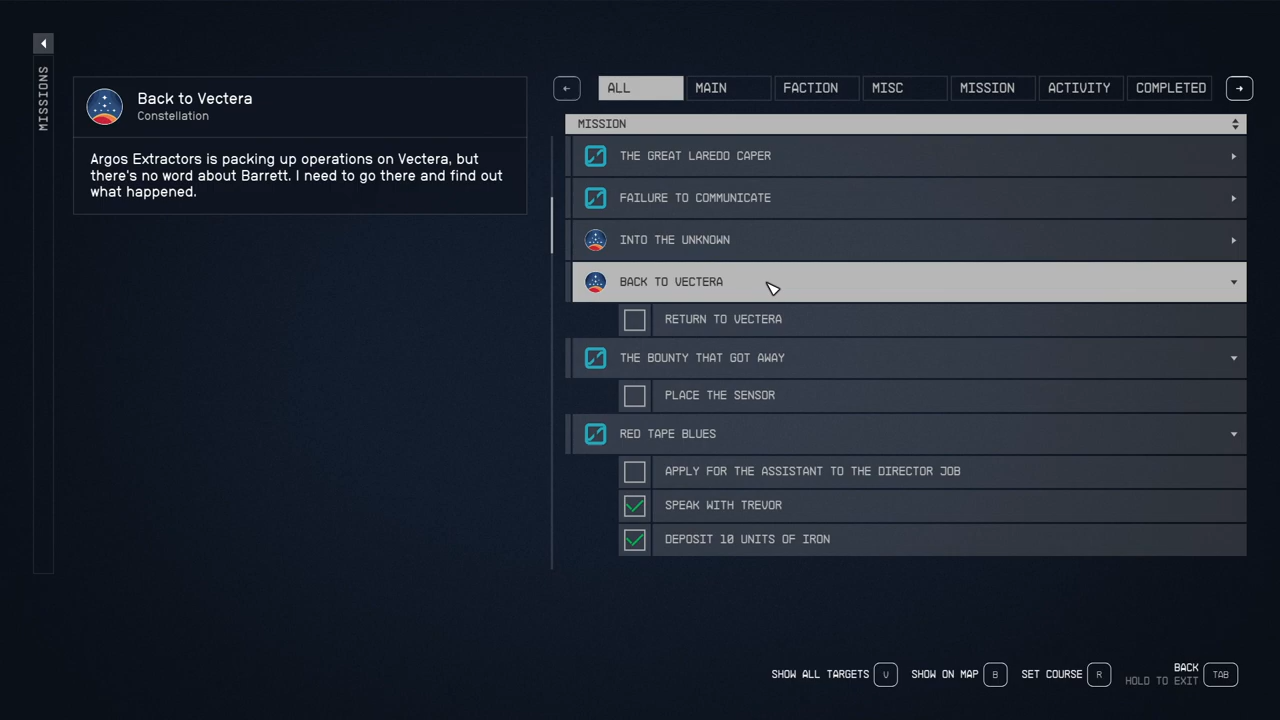 MISSIONS
Back to Vectera
Constellation
Argos Extractors is packing up operations on Vectera, but
there's no word about Barrett. I need to go there and find out
what happened.
ALL
MAIN
FACTION
MISC
MISSION
ACTIVITY
COMPLETED
MISSION
THE GREAT LAREDO CAPER
FAILURE TO COMMUNICATE
INTO THE UNKNOWN
BACK TO VECTERA
RETURN TO VECTERA
THE BOUNTY THAT GOT AWAY
PLACE THE SENSOR
RED TAPE BLUES
APPLY FOR THE ASSISTANT TO THE DIRECTOR JOB
SPEAK WITH TREVOR
DEPOSIT 10 UNITS OF IRON
SHOW ALL TARGETS V
SHOW ON MAP B
SET COURSE R
BACK
HOLD TO EXIT TAB